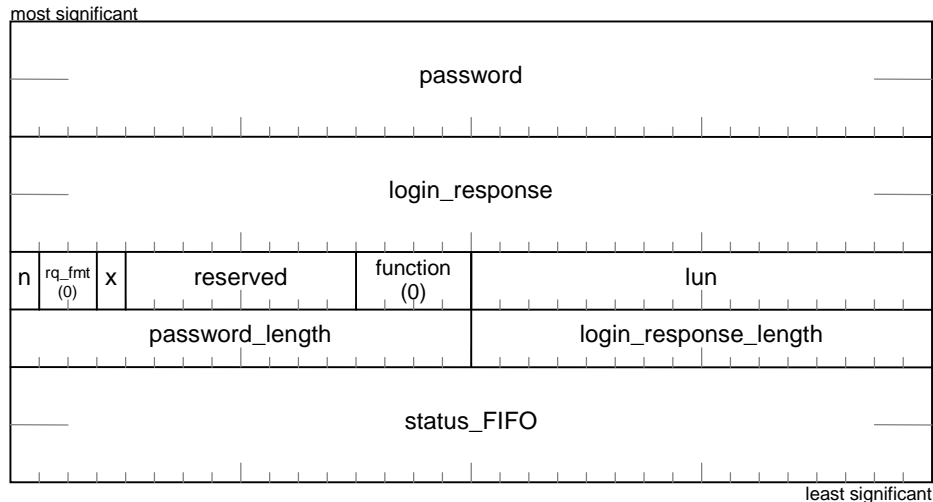 most significant
password
login_response
n rq_fmt (0) x reserved function (0) lun
password_length login_response_length
status_FIFO
least significant